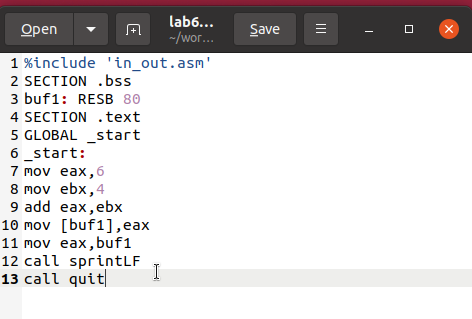 Open
lab6...
~/wor...
Save
1 %include 'in_out.asm'
2 SECTION .bss
3 buf1: RESB 80
4 SECTION .text
5 GLOBAL _start
6 _start:
7 mov eax,6
8 mov ebx,4
9 add eax,ebx
10 mov [buf1],eax
11 mov eax,buf1
12 call sprintLF
13 call quit